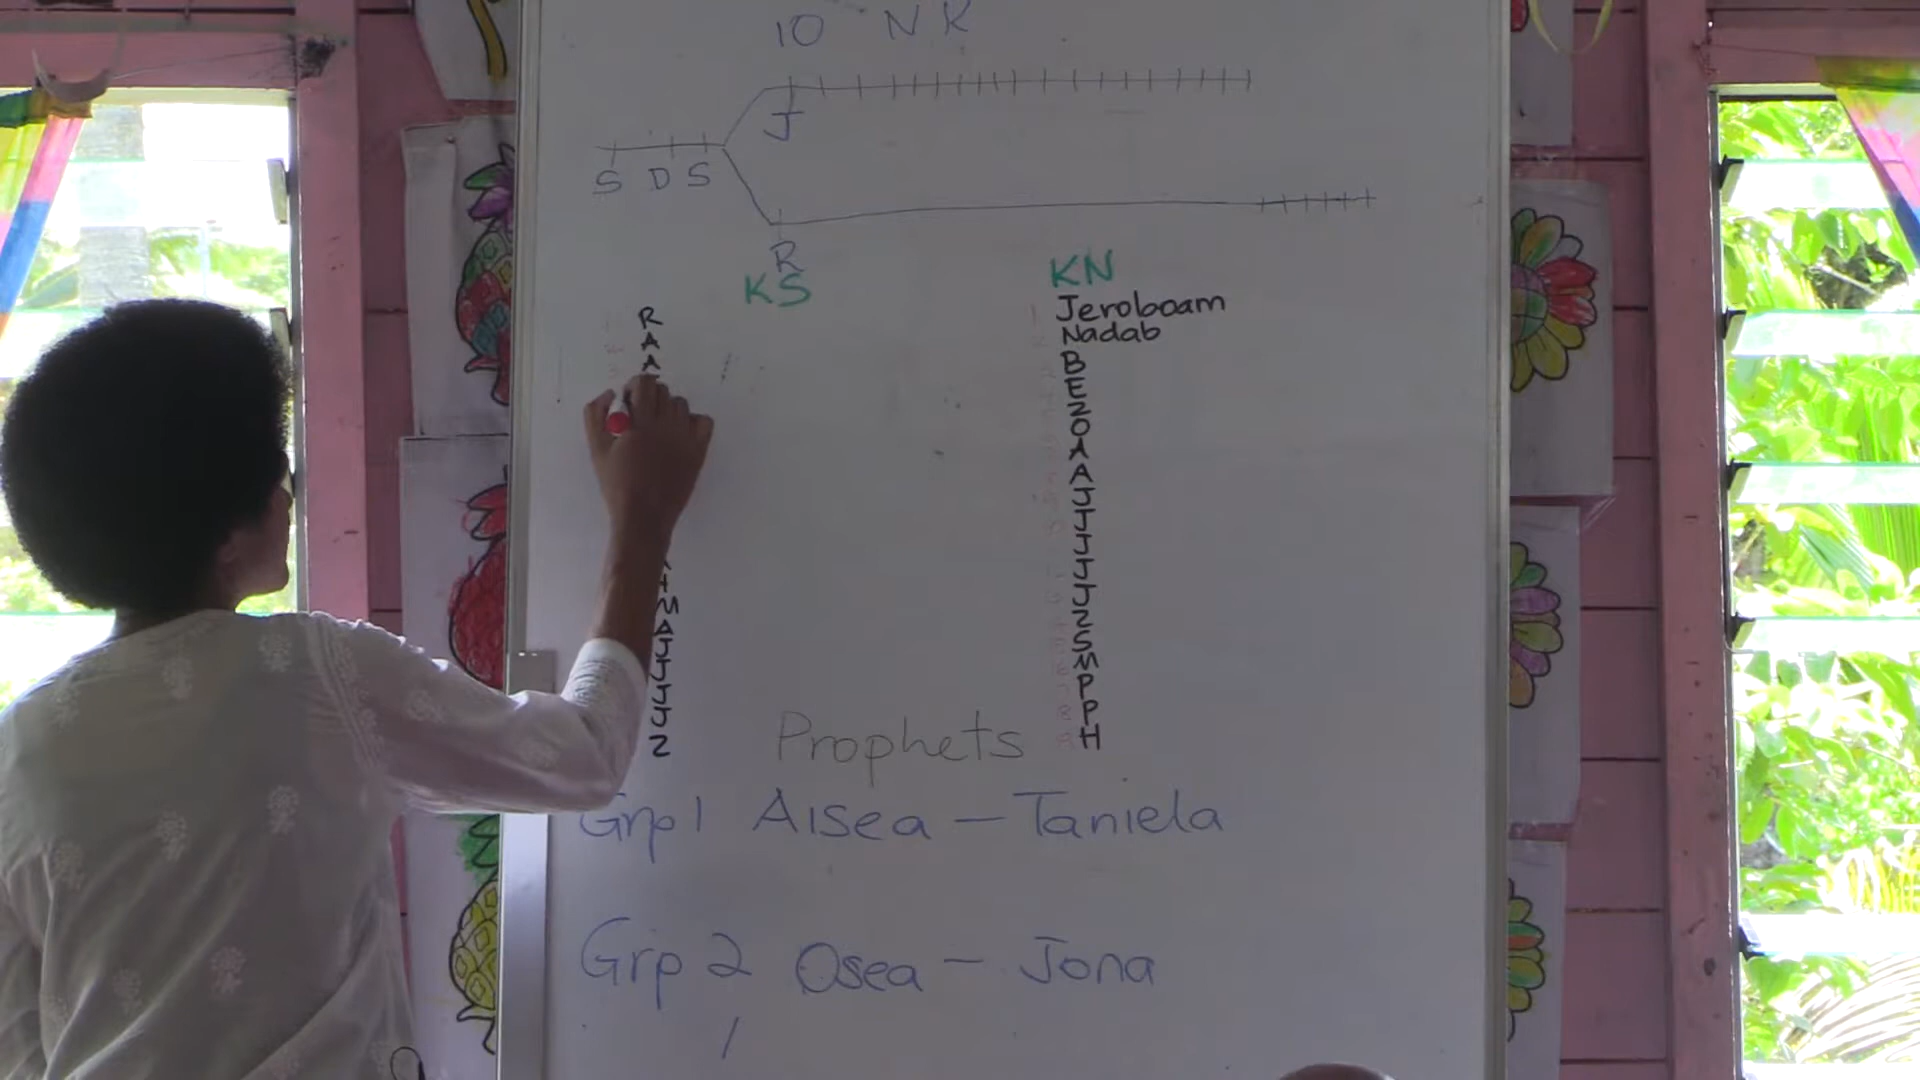 10 NK
J
S D S
R
KS
KN
R
A
A
H
M
A
J
J
J
J
Z
Jeroboam
Nadab
B
E
Z
O
A
A
J
J
J
J
J
Z
S
M
P
P
H
Prophets
Grp 1 Aisea - Taniela
Grp 2 Osea - Jona